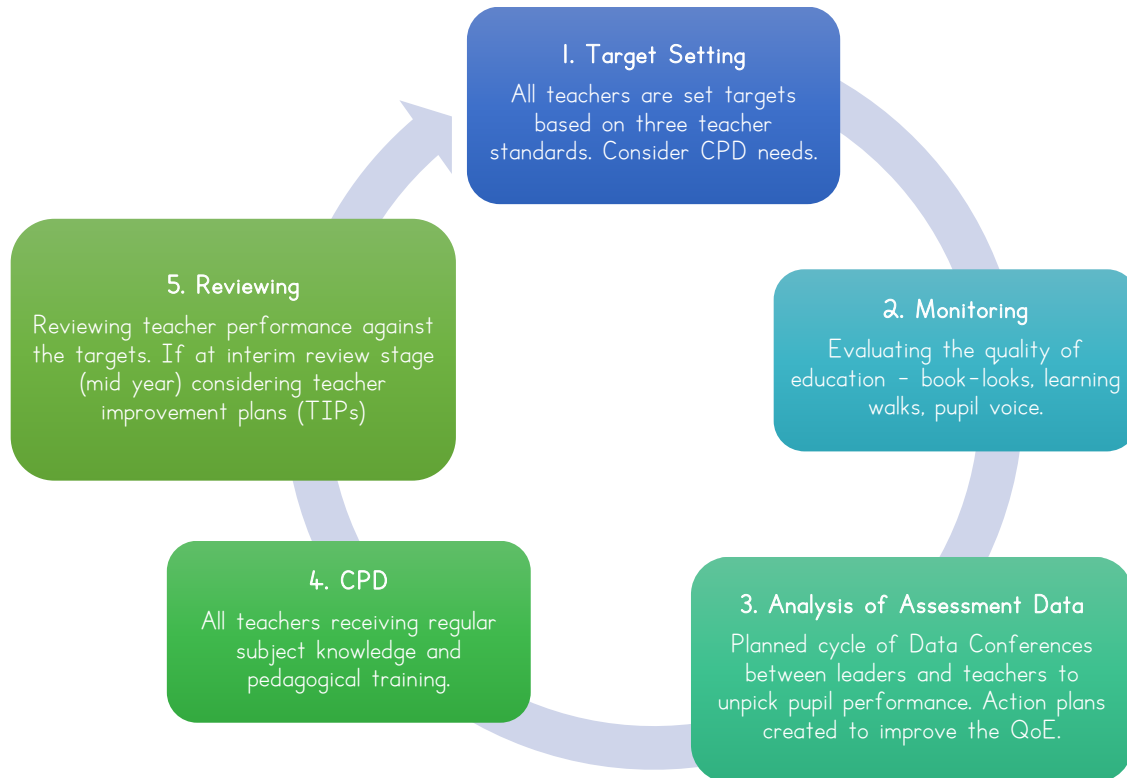 1. Target Setting
All teachers are set targets
based on three teacher
standards. Consider CPD needs.
2. Monitoring
Evaluating the quality of
education - book-looks, learning
walks, pupil voice.
3. Analysis of Assessment Data
Planned cycle of Data Conferences
between leaders and teachers to
unpick pupil performance. Action plans
created to improve the QoE.
4. CPD
All teachers receiving regular
subject knowledge and
pedagogical training.
5. Reviewing
Reviewing teacher performance against
the targets. If at interim review stage
(mid year) considering teacher
improvement plans (TIPs)